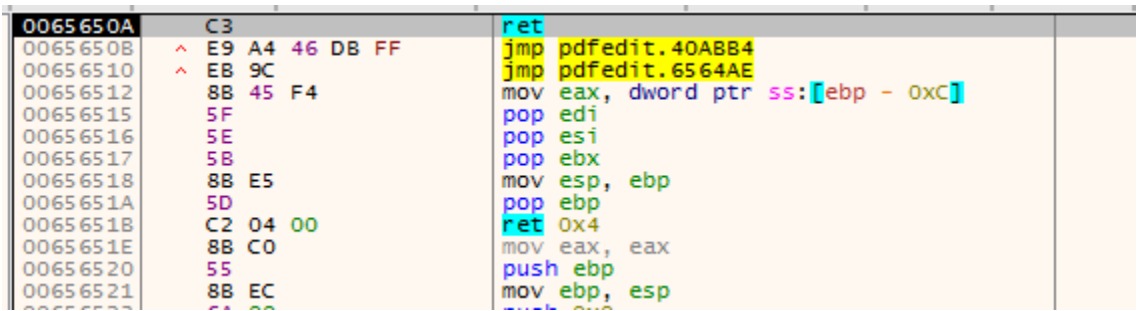 0065650A C3 ret
0065650B ^ E9 A4 46 DB FF jmp pdfedit.40ABB4
00656510 ^ EB 9C jmp pdfedit.6564AE
00656512 8B 45 F4 mov eax, dword ptr ss:[ebp - 0xC]
00656515 5F pop edi
00656516 5E pop esi
00656517 5B pop ebx
00656518 8B E5 mov esp, ebp
0065651A 5D pop ebp
0065651B C2 04 00 ret 0x4
0065651E 8B C0 mov eax, eax
00656520 55 push ebp
00656521 8B EC mov ebp, esp